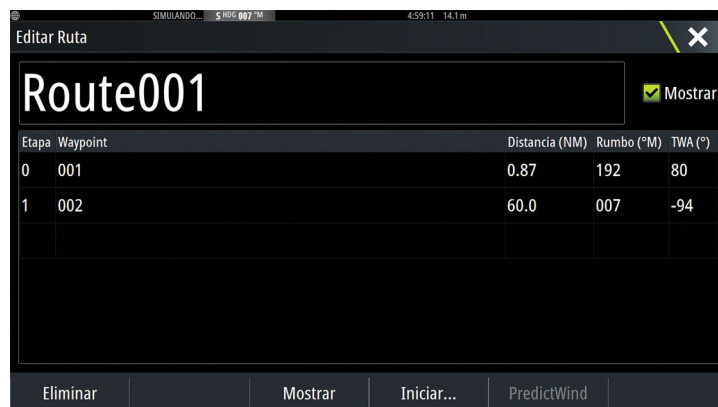 SIMULANDO... S HDG 007 °M 4:59:11 14.1 m
Editar Ruta
Route001 Mostrar
Etapa Waypoint Distancia (NM) Rumbo (°M) TWA (°)
0 001 0.87 192 80
1 002 60.0 007 -94
Eliminar Mostrar Iniciar... PredictWind